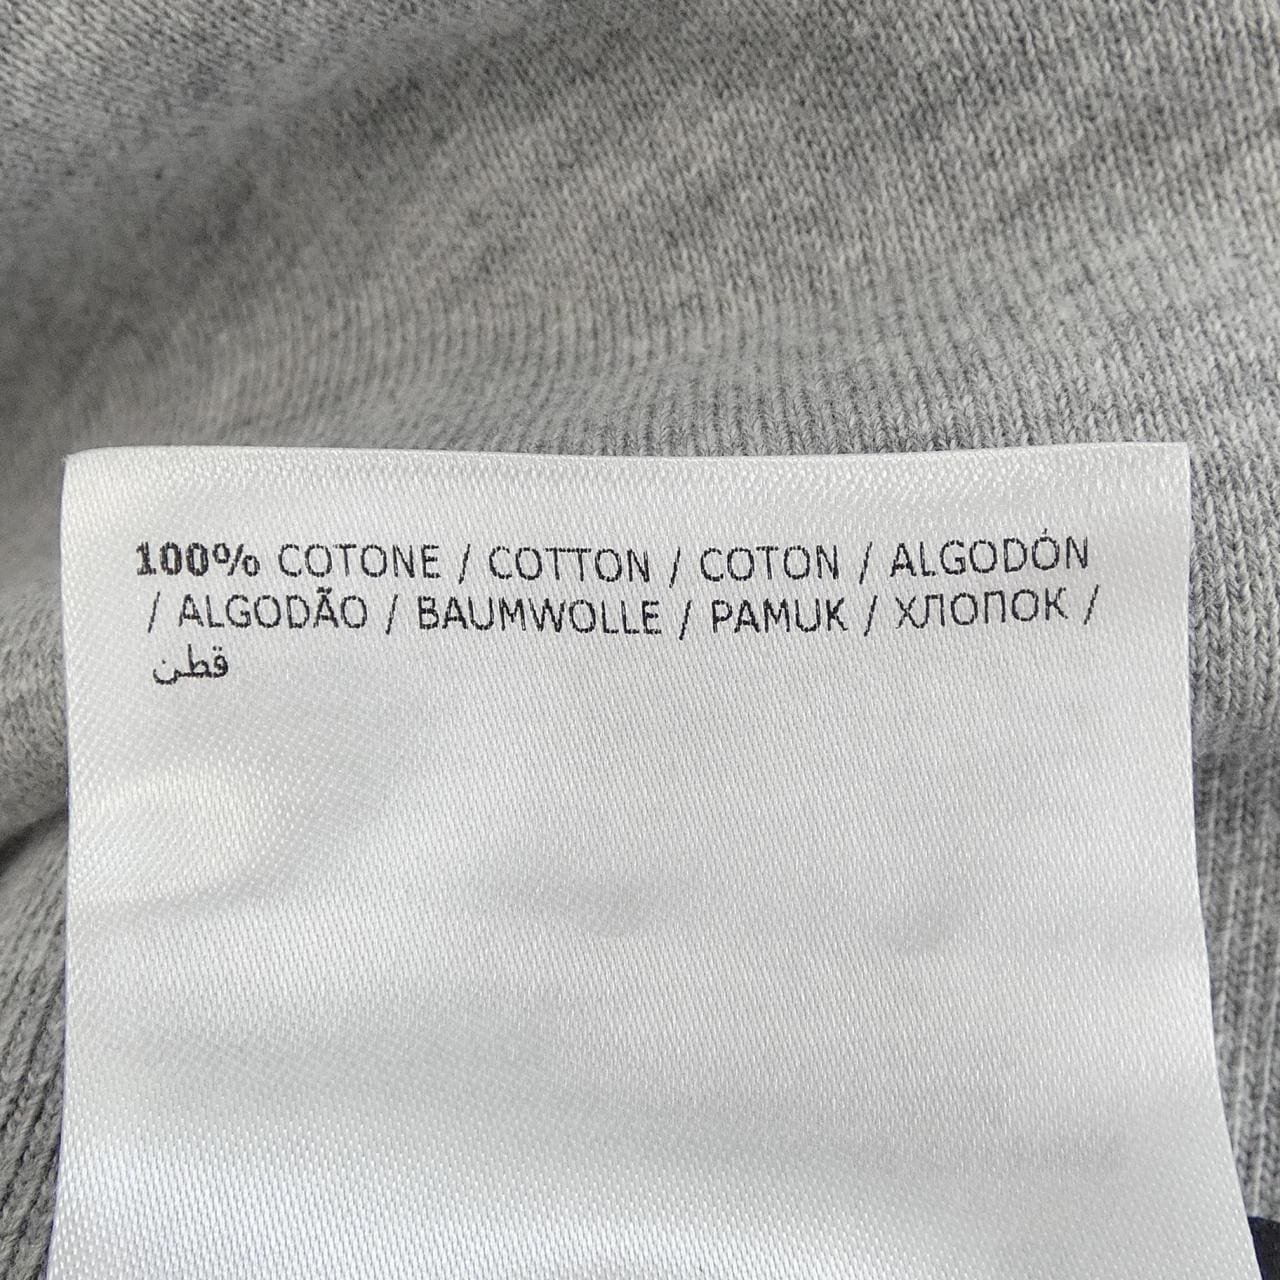 100% COTONE / COTTON / COTON / ALGODÓN
/ ALGODÃO / BAUMWOLLE / PAMUK / ХЛОПОК /
قطن